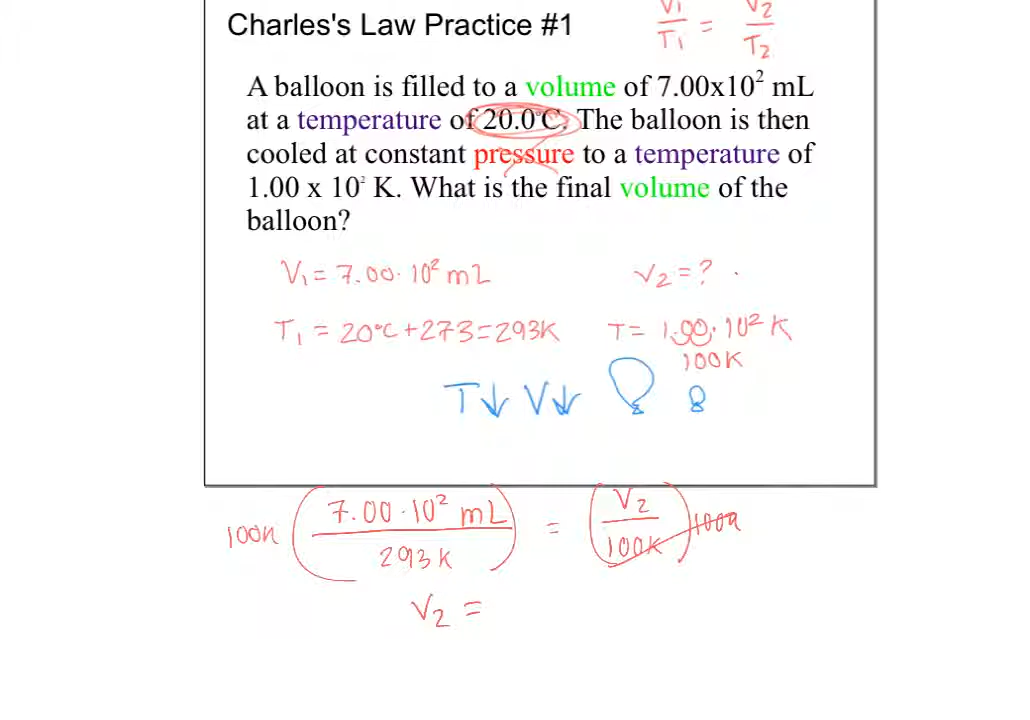 Charles's Law Practice #1
V1/T1 = V2/T2
A balloon is filled to a volume of 7.00x10² mL
at a temperature of 20.0°C. The balloon is then
cooled at constant pressure to a temperature of
1.00 x 10² K. What is the final volume of the
balloon?
V1 = 7.00·10² mL V2 = ?
T1 = 20°C + 273 = 293K T = 1.00·10² K
100K
T↓ V↓
100K (7.00·10² mL / 293K) = (V2 / 100K) 100K
V2 =